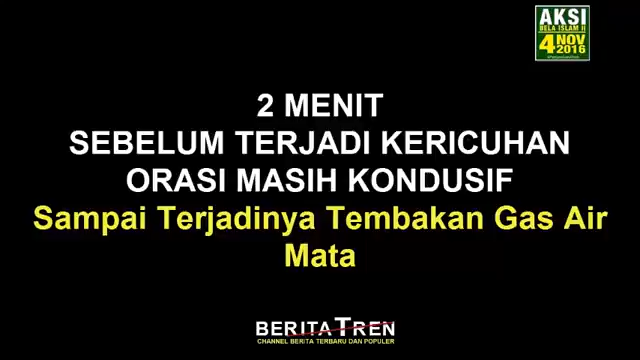 AKSI
BELA ISLAM II
4 NOV
2016
2 MENIT
SEBELUM TERJADI KERICUHAN
ORASI MASIH KONDUSIF
Sampai Terjadinya Tembakan Gas Air
Mata
BERITATREN
CHANNEL BERITA TERBARU DAN POPULER